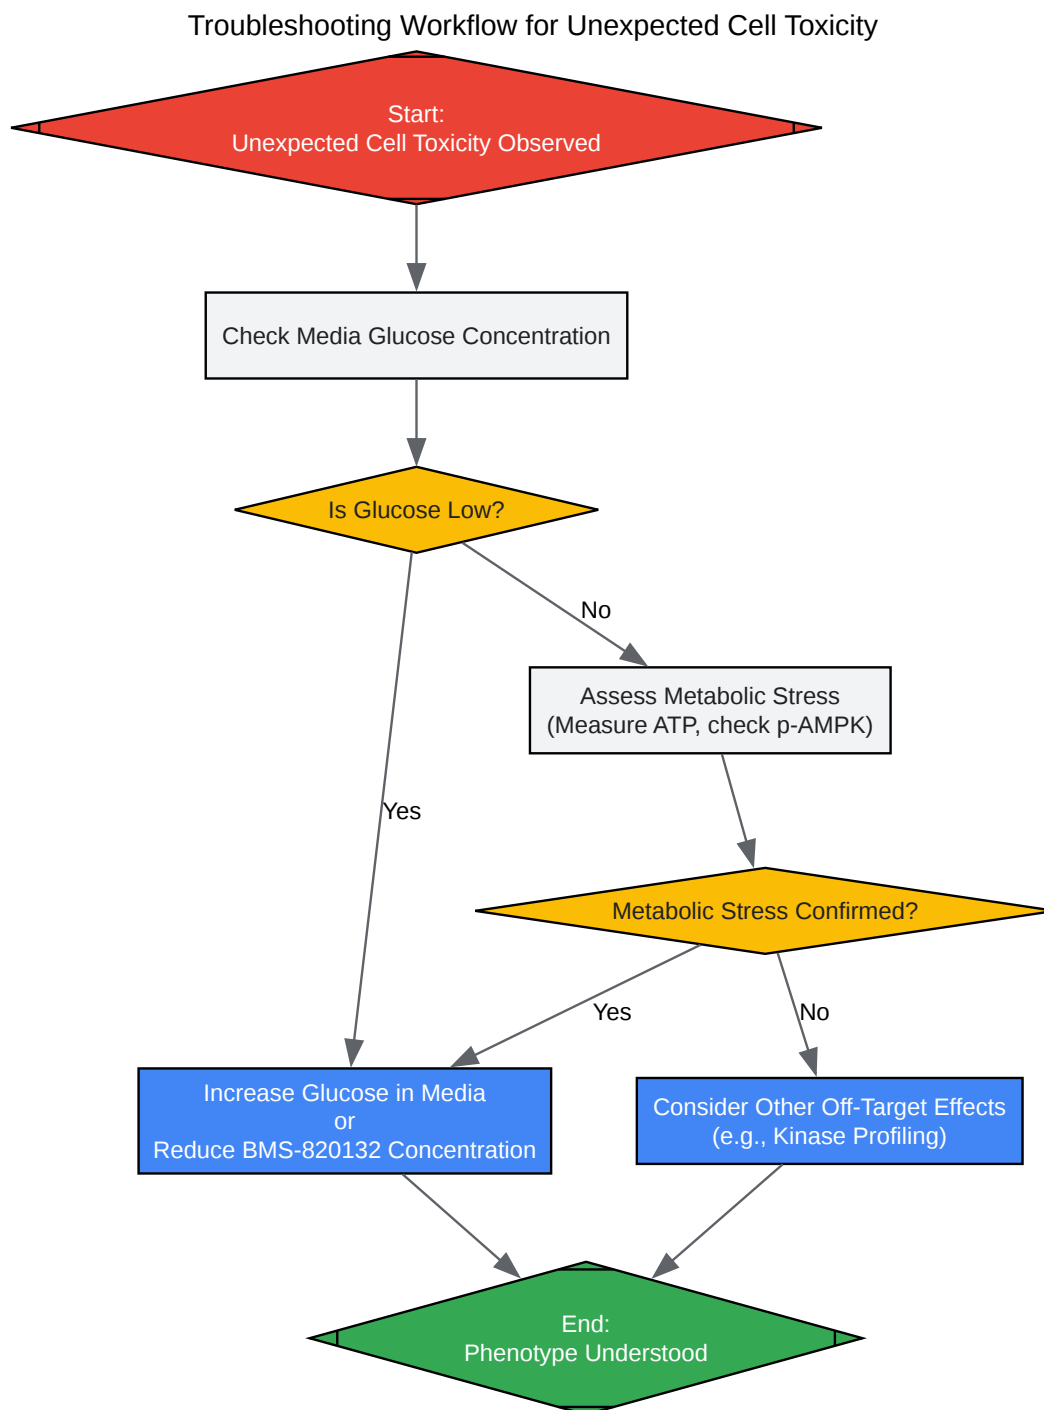 Troubleshooting Workflow for Unexpected Cell Toxicity
Start:
Unexpected Cell Toxicity Observed
Check Media Glucose Concentration
Is Glucose Low?
No
Assess Metabolic Stress
(Measure ATP, check p-AMPK)
Yes
Metabolic Stress Confirmed?
Yes
No
Increase Glucose in Media
or
Reduce BMS-820132 Concentration
Consider Other Off-Target Effects
(e.g., Kinase Profiling)
End:
Phenotype Understood